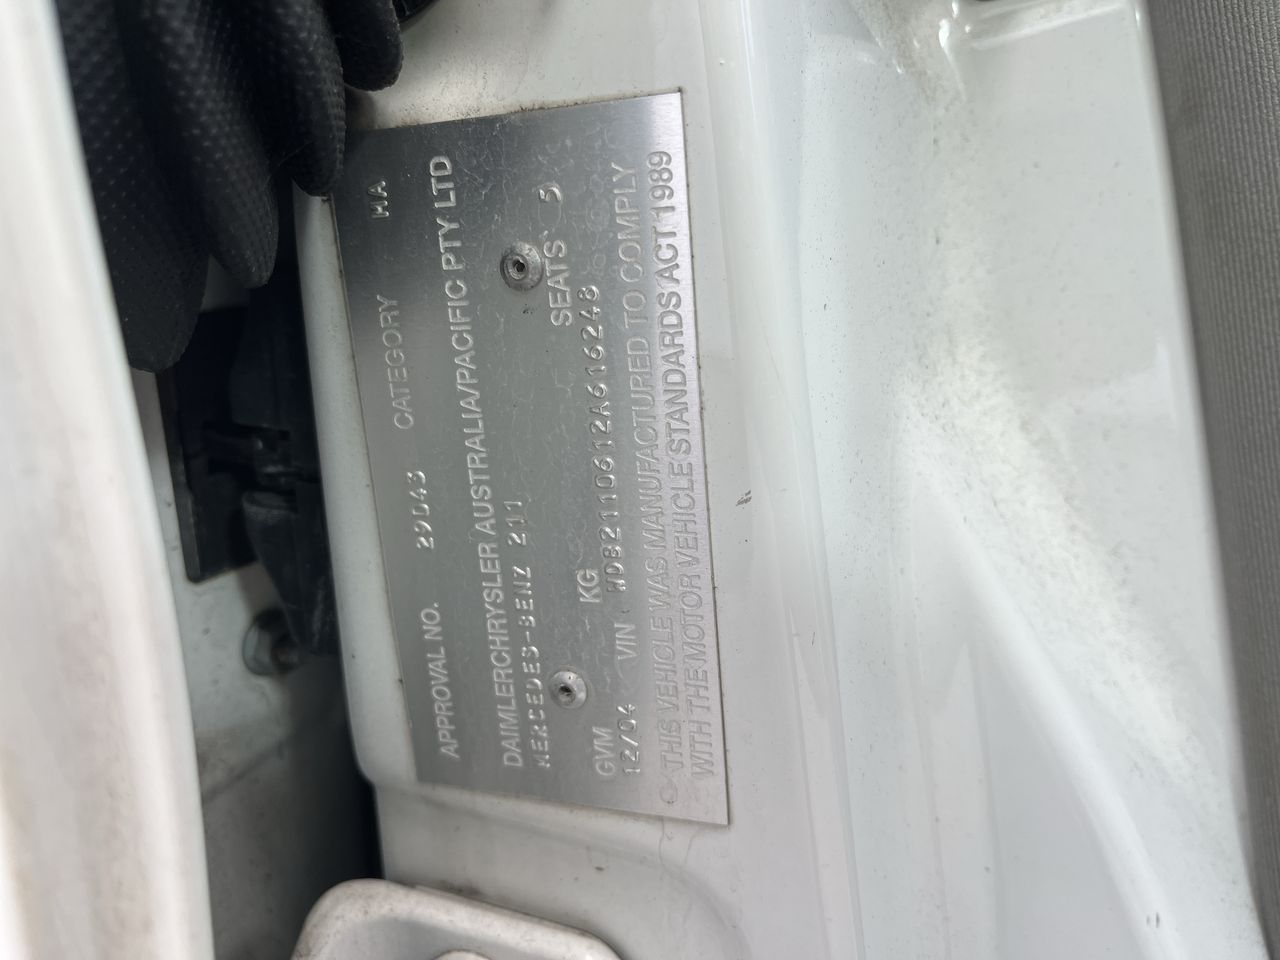 APPROVAL NO. 29043 CATEGORY MA
DAIMLERCHRYSLER AUSTRALIA/PACIFIC PTY LTD
MERCEDES-BENZ 211
GVM KG SEATS 5
12/04 VIN WDB2110612A616248
THIS VEHICLE WAS MANUFACTURED TO COMPLY
WITH THE MOTOR VEHICLE STANDARDS ACT 1989